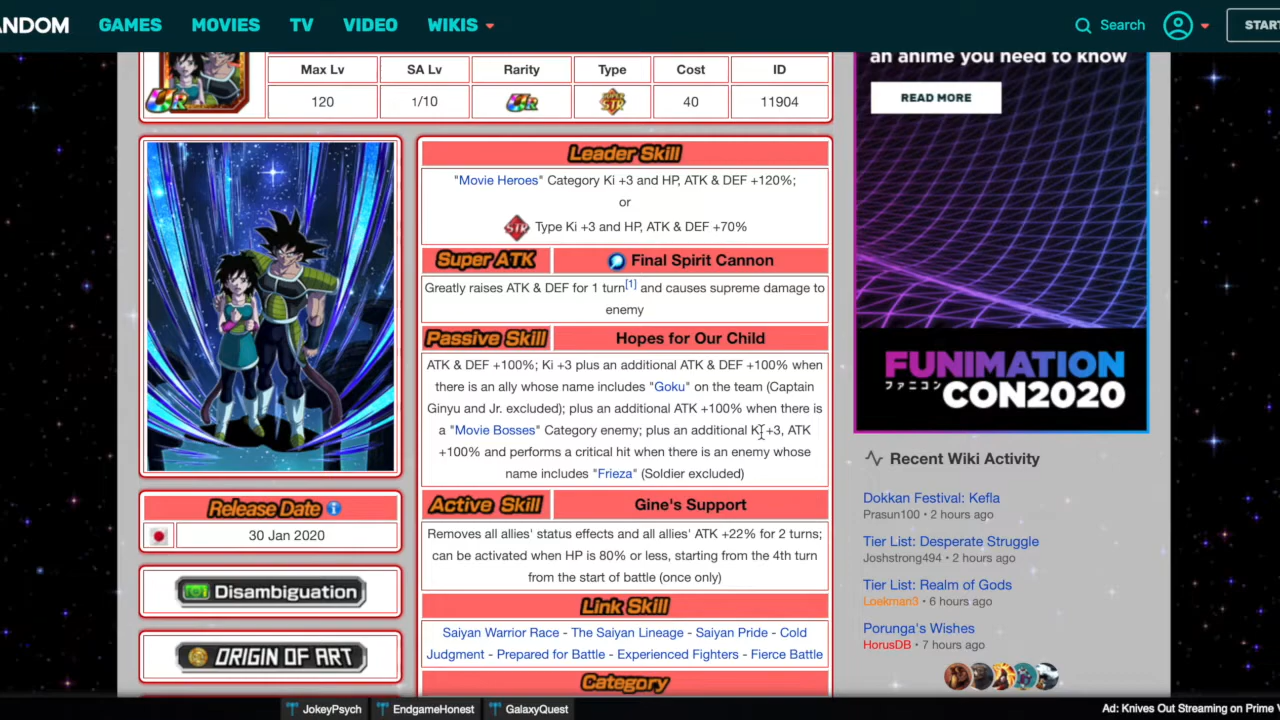 ANDOM
GAMES
MOVIES
TV
VIDEO
WIKIS
Search
START
Max Lv
SA Lv
Rarity
Type
Cost
ID
120
1/10
UR
SUPER STR
40
11904
UR
Leader Skill
"Movie Heroes" Category Ki +3 and HP, ATK & DEF +120%;
or
STR Type Ki +3 and HP, ATK & DEF +70%
Super ATK
Final Spirit Cannon
Greatly raises ATK & DEF for 1 turn[1] and causes supreme damage to
enemy
Passive Skill
Hopes for Our Child
ATK & DEF +100%; Ki +3 plus an additional ATK & DEF +100% when
there is an ally whose name includes "Goku" on the team (Captain
Ginyu and Jr. excluded); plus an additional ATK +100% when there is
a "Movie Bosses" Category enemy; plus an additional Ki +3, ATK
+100% and performs a critical hit when there is an enemy whose
name includes "Frieza" (Soldier excluded)
Active Skill
Gine's Support
Removes all allies' status effects and all allies' ATK +22% for 2 turns;
can be activated when HP is 80% or less, starting from the 4th turn
from the start of battle (once only)
Link Skill
Saiyan Warrior Race - The Saiyan Lineage - Saiyan Pride - Cold
Judgment - Prepared for Battle - Experienced Fighters - Fierce Battle
Category
Release Date
30 Jan 2020
Disambiguation
ORIGIN OF ART
an anime you need to know
READ MORE
FUNIMATION
ファニコン CON2020
Recent Wiki Activity
Dokkan Festival: Kefla
Prasun100 • 2 hours ago
Tier List: Desperate Struggle
Joshstrong494 • 2 hours ago
Tier List: Realm of Gods
Loekman3 • 6 hours ago
Porunga's Wishes
HorusDB • 7 hours ago
JokeyPsych
EndgameHonest
GalaxyQuest
Ad: Knives Out Streaming on Prime V